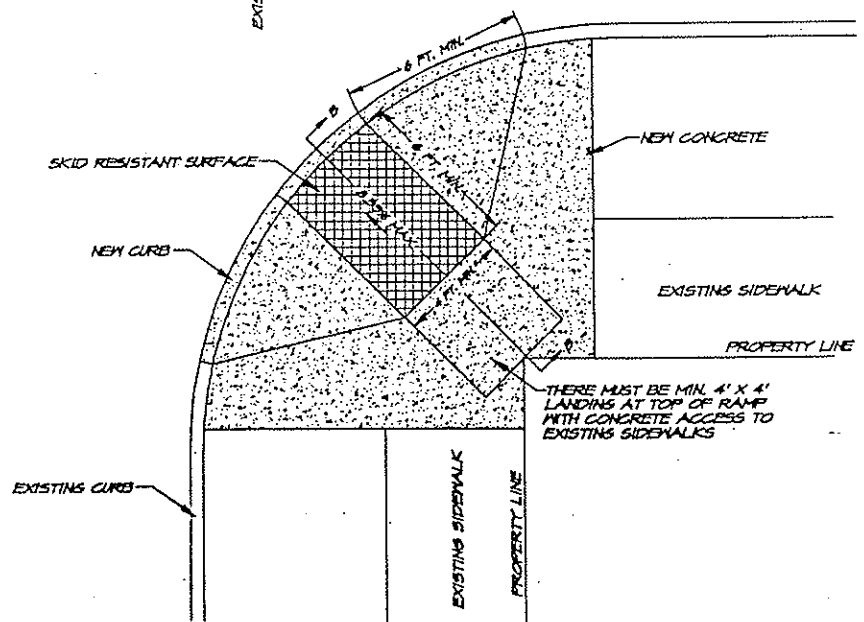 6 FT. MIN.
B
SKID RESISTANT SURFACE
NEW CONCRETE
NEW CURB
4 FT. MIN.
EXISTING SIDEWALK
PROPERTY LINE
THERE MUST BE MIN. 4' X 4'
LANDING AT TOP OF RAMP
WITH CONCRETE ACCESS TO
EXISTING SIDEWALKS
EXISTING CURB
EXISTING SIDEWALK
PROPERTY LINE